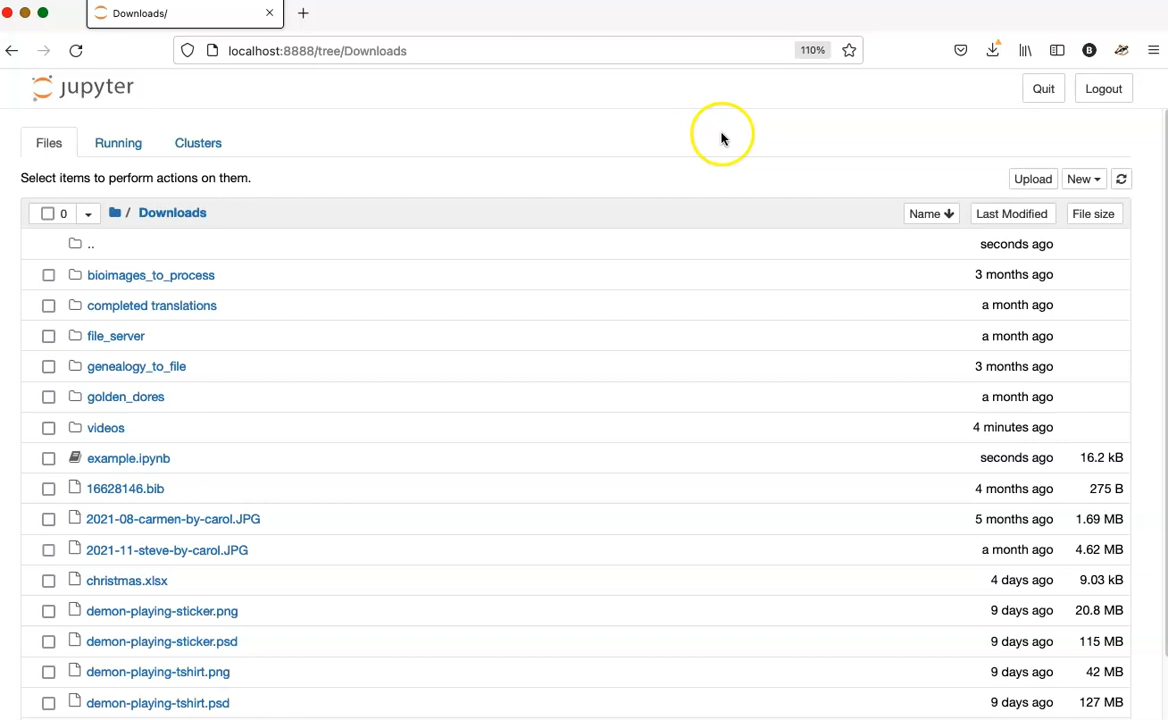 Downloads/
localhost:8888/tree/Downloads 110% B
jupyter Quit Logout
Files Running Clusters
Select items to perform actions on them. Upload New
0 / Downloads Name Last Modified File size
.. seconds ago
bioimages_to_process 3 months ago
completed translations a month ago
file_server a month ago
genealogy_to_file 3 months ago
golden_dores a month ago
videos 4 minutes ago
example.ipynb seconds ago 16.2 kB
16628146.bib 4 months ago 275 B
2021-08-carmen-by-carol.JPG 5 months ago 1.69 MB
2021-11-steve-by-carol.JPG a month ago 4.62 MB
christmas.xlsx 4 days ago 9.03 kB
demon-playing-sticker.png 9 days ago 20.8 MB
demon-playing-sticker.psd 9 days ago 115 MB
demon-playing-tshirt.png 9 days ago 42 MB
demon-playing-tshirt.psd 9 days ago 127 MB